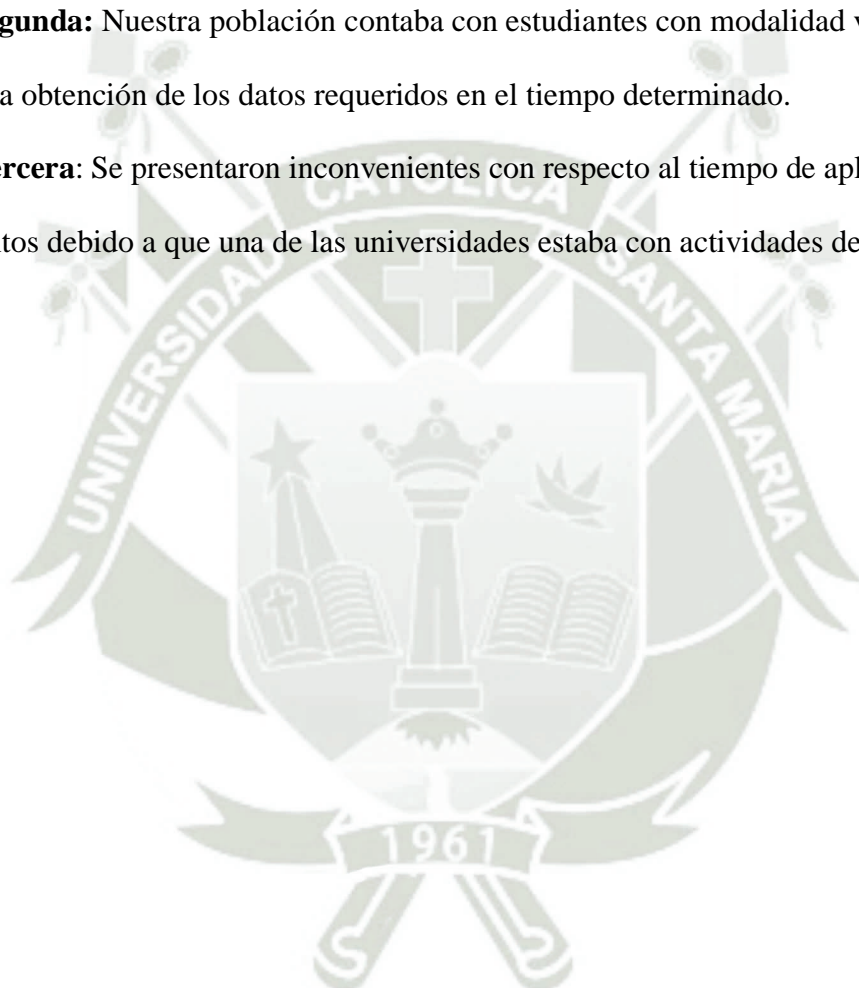 gunda: Nuestra población contaba con estudiantes con modalidad v
a obtención de los datos requeridos en el tiempo determinado.
ercera: Se presentaron inconvenientes con respecto al tiempo de apl
tos debido a que una de las universidades estaba con actividades de
UNIVERSIDAD CATOLICA SANTA MARIA
1961